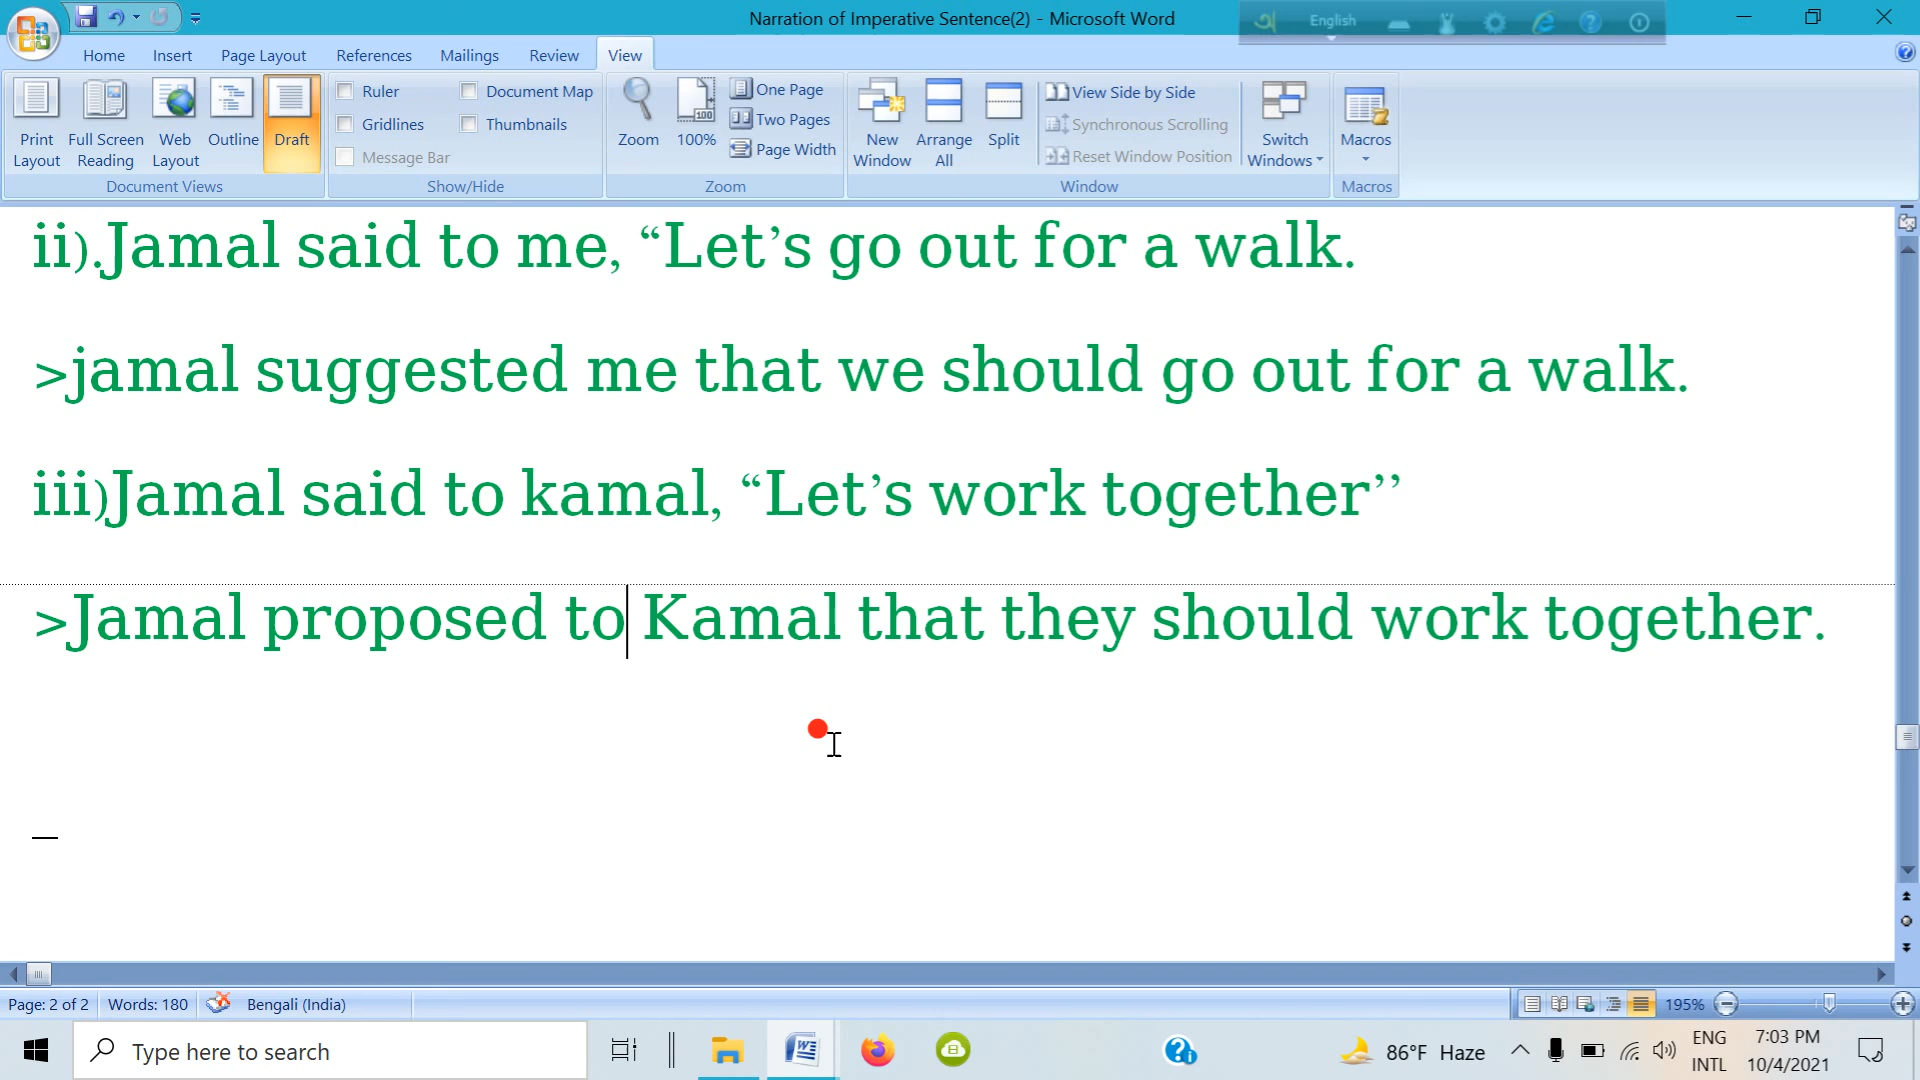 Narration of Imperative Sentence(2) - Microsoft Word
English
Home Insert Page Layout References Mailings Review View
Print Layout
Full Screen Reading
Web Layout
Outline
Draft
Document Views
Ruler
Gridlines
Message Bar
Document Map
Thumbnails
Show/Hide
Zoom
100%
One Page
Two Pages
Page Width
Zoom
New Window
Arrange All
Split
View Side by Side
Synchronous Scrolling
Reset Window Position
Switch Windows
Window
Macros
Macros
ii).Jamal said to me, “Let’s go out for a walk.
>jamal suggested me that we should go out for a walk.
iii)Jamal said to kamal, “Let’s work together’’
>Jamal proposed to Kamal that they should work together.
Page: 2 of 2 Words: 180 Bengali (India) 195%
Type here to search
86°F Haze
ENG
INTL
7:03 PM
10/4/2021